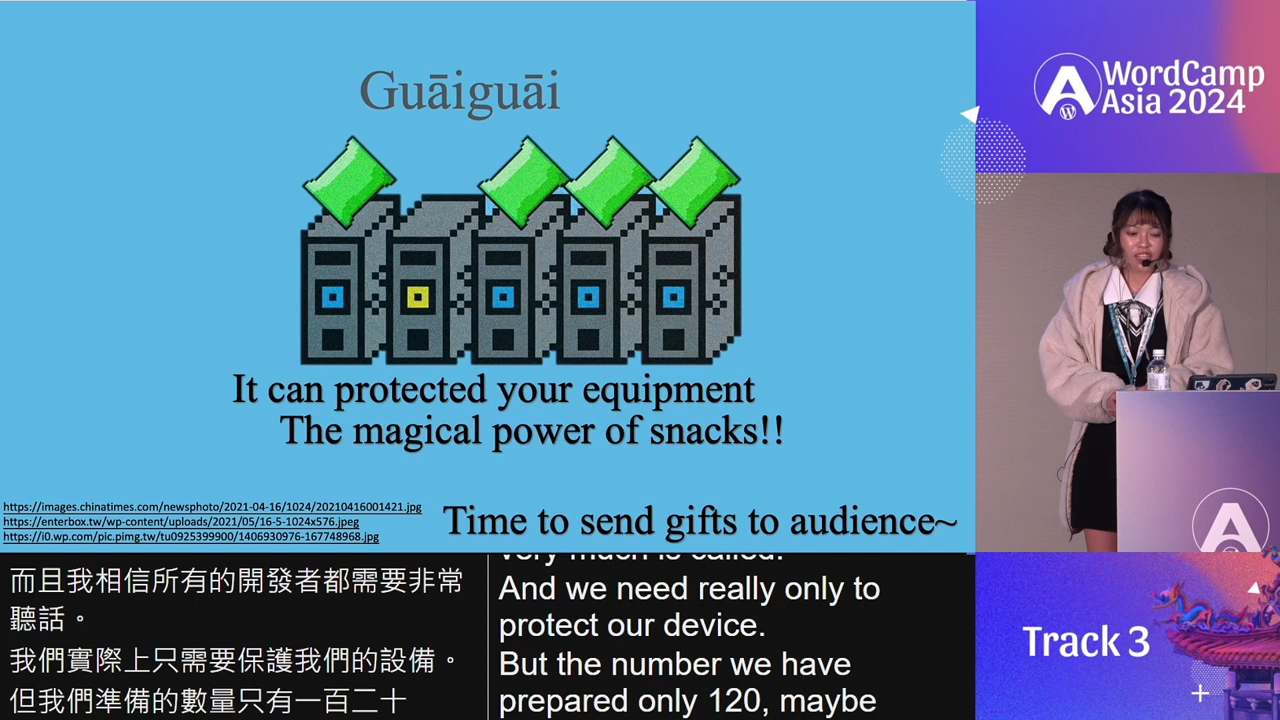 Guāiguāi
It can protected your equipment
The magical power of snacks!!
https://images.chinatimes.com/newsphoto/2021-04-16/1024/20210416001421.jpg
https://enterbox.tw/wp-content/uploads/2021/05/16-5-1024x576.jpeg
https://i0.wp.com/pic.pimg.tw/tu0925399900/1406930976-167748968.jpg
Time to send gifts to audience~
而且我相信所有的開發者都需要非常
聽話。
我們實際上只需要保護我們的設備。
但我們準備的數量只有一百二十
very much is called.
And we need really only to
protect our device.
But the number we have
prepared only 120, maybe
WordCamp
Asia 2024
Track 3